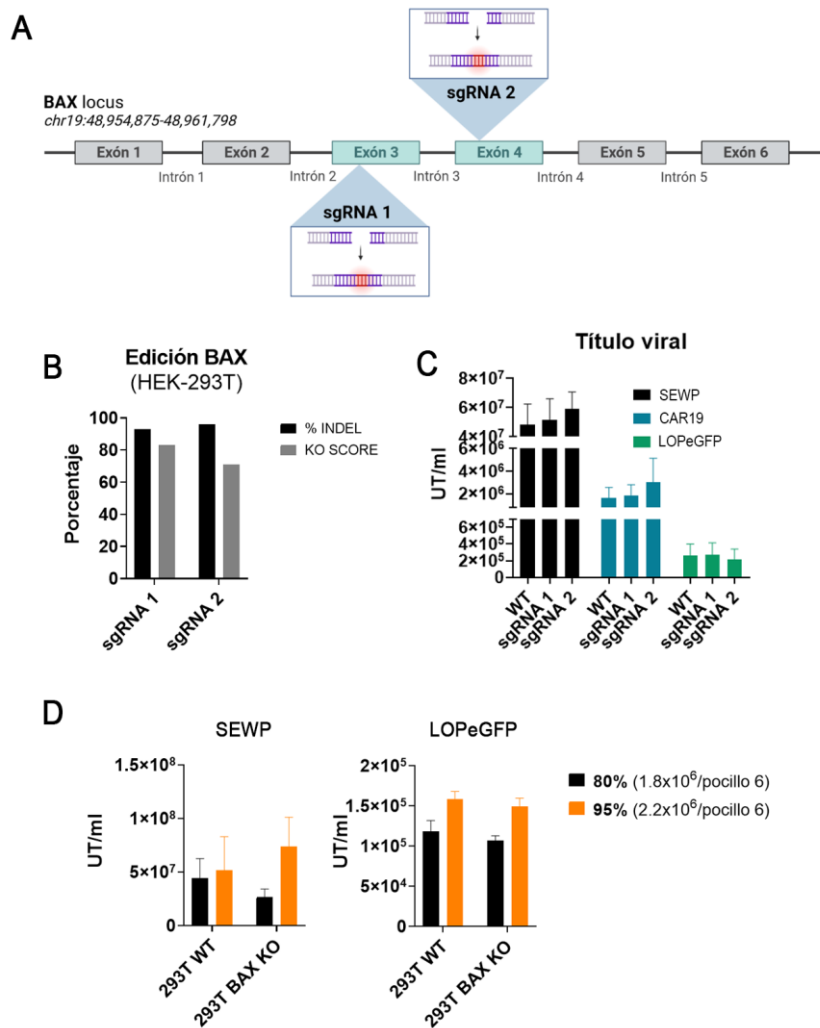 A
sgRNA 2
BAX locus
chr19:48,954,875-48,961,798
Exón 1
Exón 2
Exón 3
Exón 4
Exón 5
Exón 6
Intrón 1
Intrón 2
Intrón 3
Intrón 4
Intrón 5
sgRNA 1
B
Edición BAX
(HEK-293T)
Porcentaje
100
80
60
40
20
0
% INDEL
KO SCORE
sgRNA 1
sgRNA 2
C
Título viral
UT/ml
8×10⁷
6×10⁷
4×10⁷
6×10⁶
4×10⁶
2×10⁶
4×10⁵
2×10⁵
0
SEWP
CAR19
LOPeGFP
WT
sgRNA 1
sgRNA 2
WT
sgRNA 1
sgRNA 2
WT
sgRNA 1
sgRNA 2
D
SEWP
UT/ml
1.5×10⁸
1×10⁸
5×10⁷
0
293T WT
293T BAX KO
LOPeGFP
UT/ml
2×10⁵
1.5×10⁵
1×10⁵
5×10⁴
0
293T WT
293T BAX KO
80% (1.8x10⁶/pocillo 6)
95% (2.2x10⁶/pocillo 6)